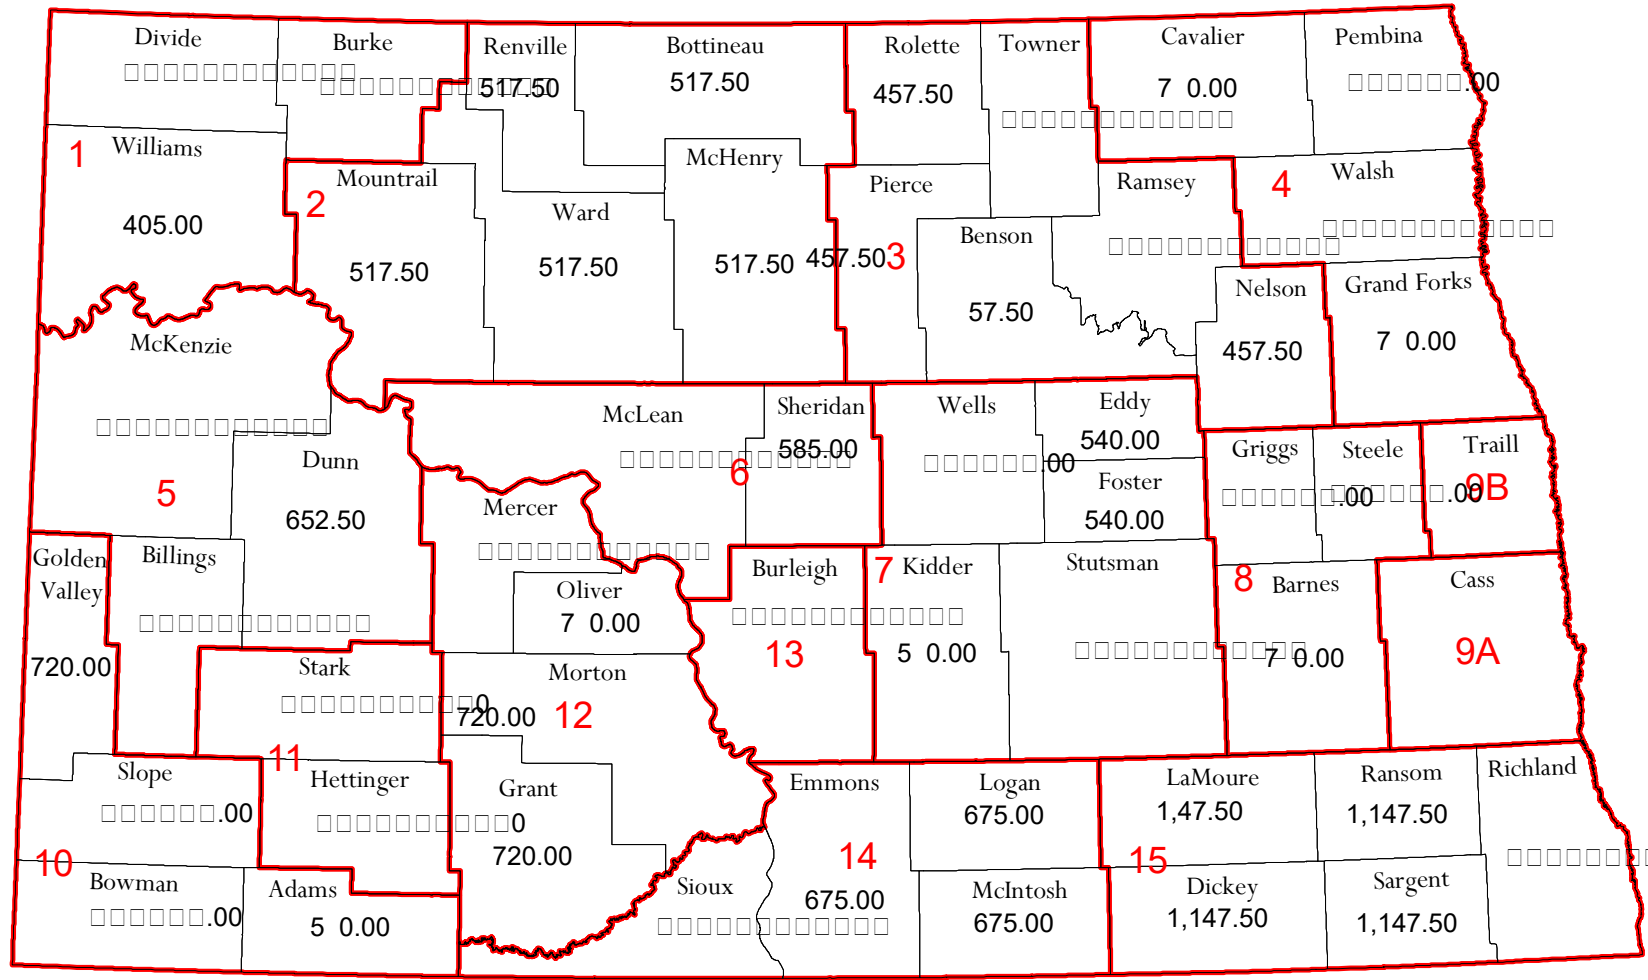 Divide
Burke
Renville
517.50
Bottineau
517.50
Rolette
457.50
Towner
Cavalier
7 0.00
Pembina
.00
1
Williams
405.00
2
Mountrail
517.50
Ward
517.50
McHenry
517.50
Pierce
457.50
3
Benson
57.50
Ramsey
4
Walsh
Nelson
457.50
Grand Forks
7 0.00
McKenzie
5
Dunn
652.50
McLean
6
Sheridan
585.00
Wells
.00
Eddy
540.00
Foster
540.00
Griggs
.00
Steele
.00
Traill
9B
Golden
Valley
720.00
Billings
Mercer
Oliver
7 0.00
Burleigh
13
7
Kidder
5 0.00
Stutsman
8
Barnes
7 0.00
Cass
9A
Stark
0
11
Morton
720.00
12
Slope
.00
Hettinger
0
Grant
720.00
Emmons
14
675.00
Logan
675.00
LaMoure
1,47.50
Ransom
1,147.50
Richland
10
Bowman
.00
Adams
5 0.00
Sioux
McIntosh
675.00
15
Dickey
1,147.50
Sargent
1,147.50